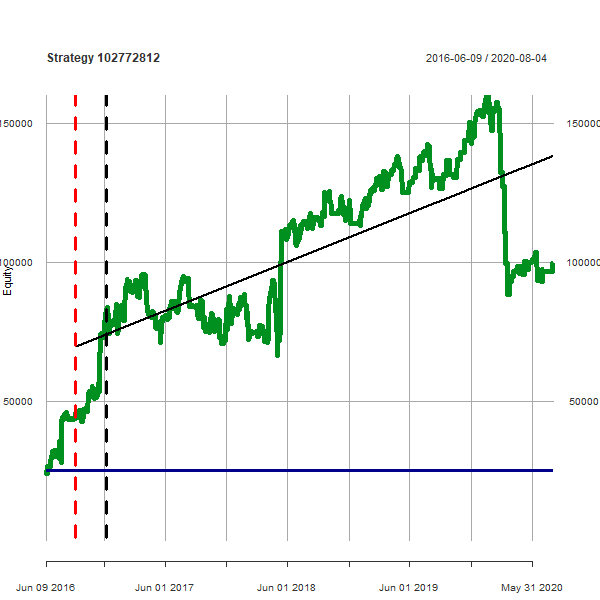 Strategy 102772812
2016-06-09 / 2020-08-04
150000
150000
100000
100000
Equity
50000
50000
Jun 09 2016
Jun 01 2017
Jun 01 2018
Jun 01 2019
May 31 2020